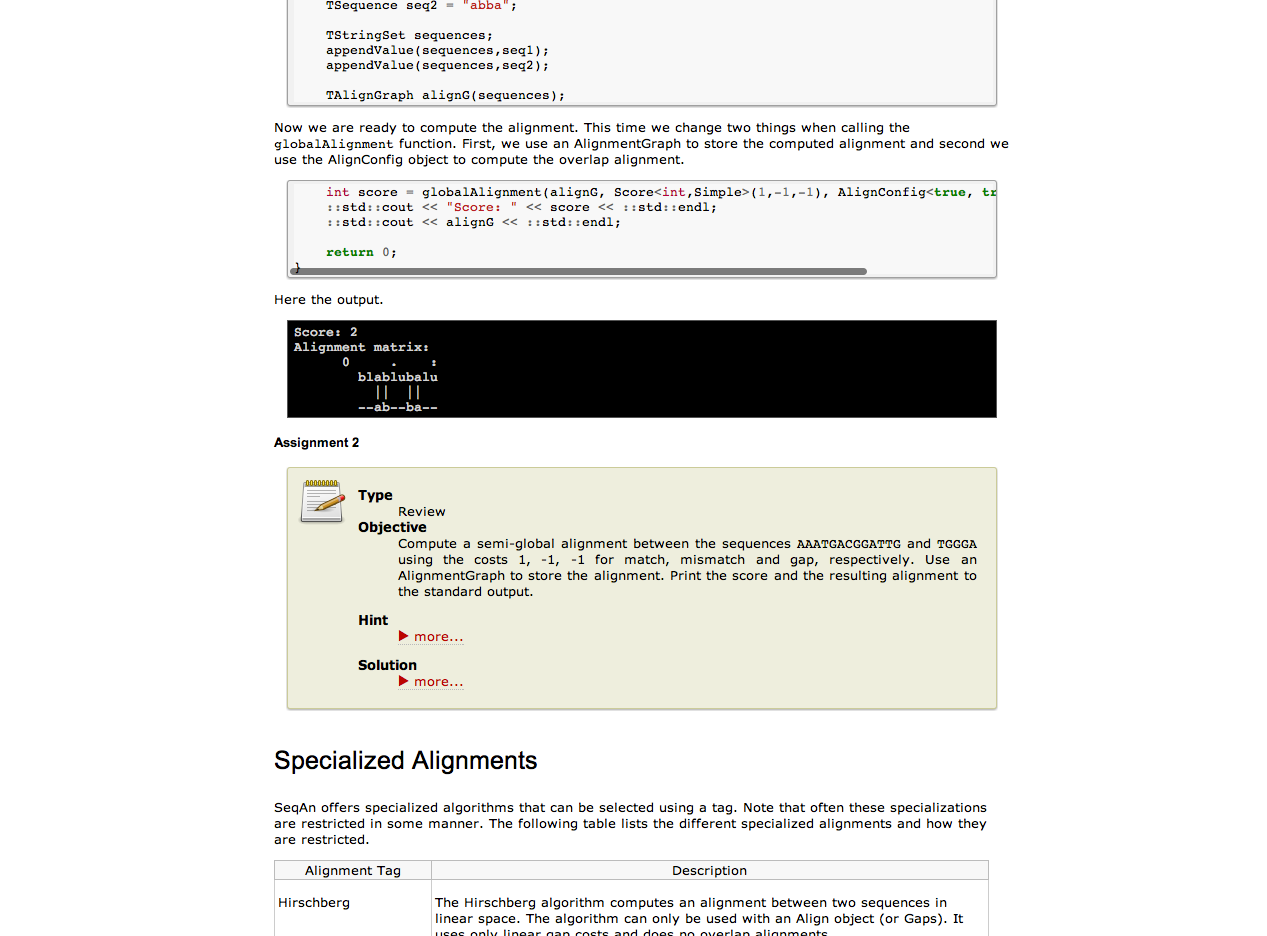 TSequence seq2 = "abba";
TStringSet sequences;
appendValue(sequences,seq1);
appendValue(sequences,seq2);
TAlignGraph alignG(sequences);
Now we are ready to compute the alignment. This time we change two things when calling the
globalAlignment function. First, we use an AlignmentGraph to store the computed alignment and second we
use the AlignConfig object to compute the overlap alignment.
int score = globalAlignment(alignG, Score<int,Simple>(1,-1,-1), AlignConfig<true, tr
::std::cout << "Score: " << score << ::std::endl;
::std::cout << alignG << ::std::endl;
return 0;
}
Here the output.
Score: 2
Alignment matrix:
0     .    :
blablubalu
||  ||
--ab--ba--
Assignment 2
Type
Review
Objective
Compute a semi-global alignment between the sequences AAATGACGGATTG and TGGGA
using the costs 1, -1, -1 for match, mismatch and gap, respectively. Use an
AlignmentGraph to store the alignment. Print the score and the resulting alignment to
the standard output.
Hint
more...
Solution
more...
Specialized Alignments
SeqAn offers specialized algorithms that can be selected using a tag. Note that often these specializations
are restricted in some manner. The following table lists the different specialized alignments and how they
are restricted.
Alignment Tag Description
Hirschberg The Hirschberg algorithm computes an alignment between two sequences in
linear space. The algorithm can only be used with an Align object (or Gaps). It
uses only linear gap costs and does no overlap alignments.